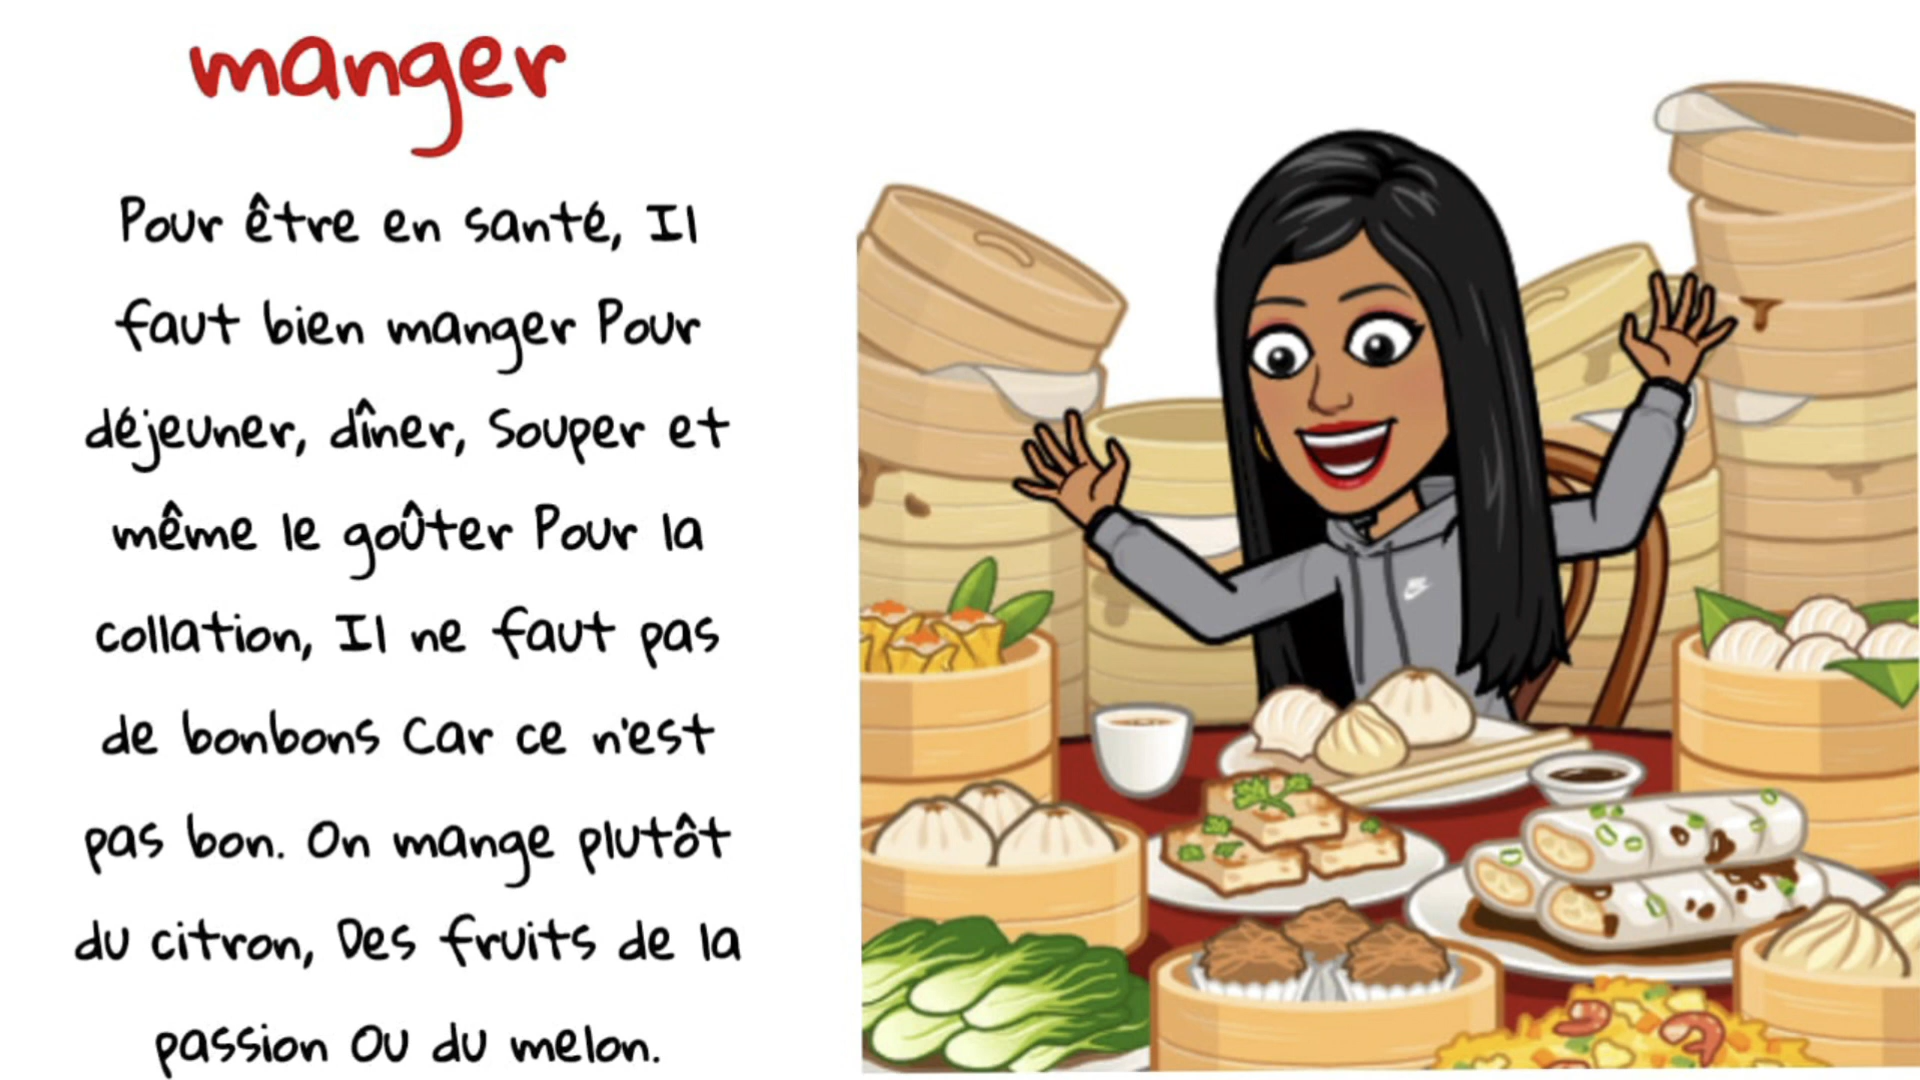 manger
Pour être en santé, Il
faut bien manger Pour
déjeuner, dîner, Souper et
même le goûter Pour la
collation, Il ne faut pas
de bonbons Car ce n'est
pas bon. On mange plutôt
du citron, Des fruits de la
passion Ou du melon.